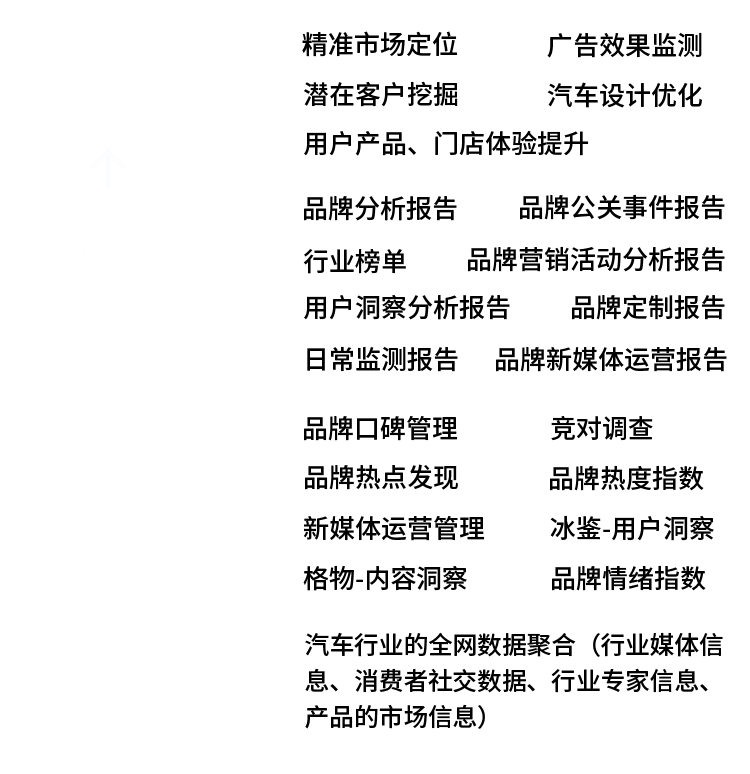 精准市场定位 广告效果监测
潜在客户挖掘 汽车设计优化
用户产品、门店体验提升
品牌分析报告 品牌公关事件报告
行业榜单 品牌营销活动分析报告
用户洞察分析报告 品牌定制报告
日常监测报告 品牌新媒体运营报告
品牌口碑管理 竞对调查
品牌热点发现 品牌热度指数
新媒体运营管理 冰鉴-用户洞察
格物-内容洞察 品牌情绪指数
汽车行业的全网数据聚合（行业媒体信
息、消费者社交数据、行业专家信息、
产品的市场信息）